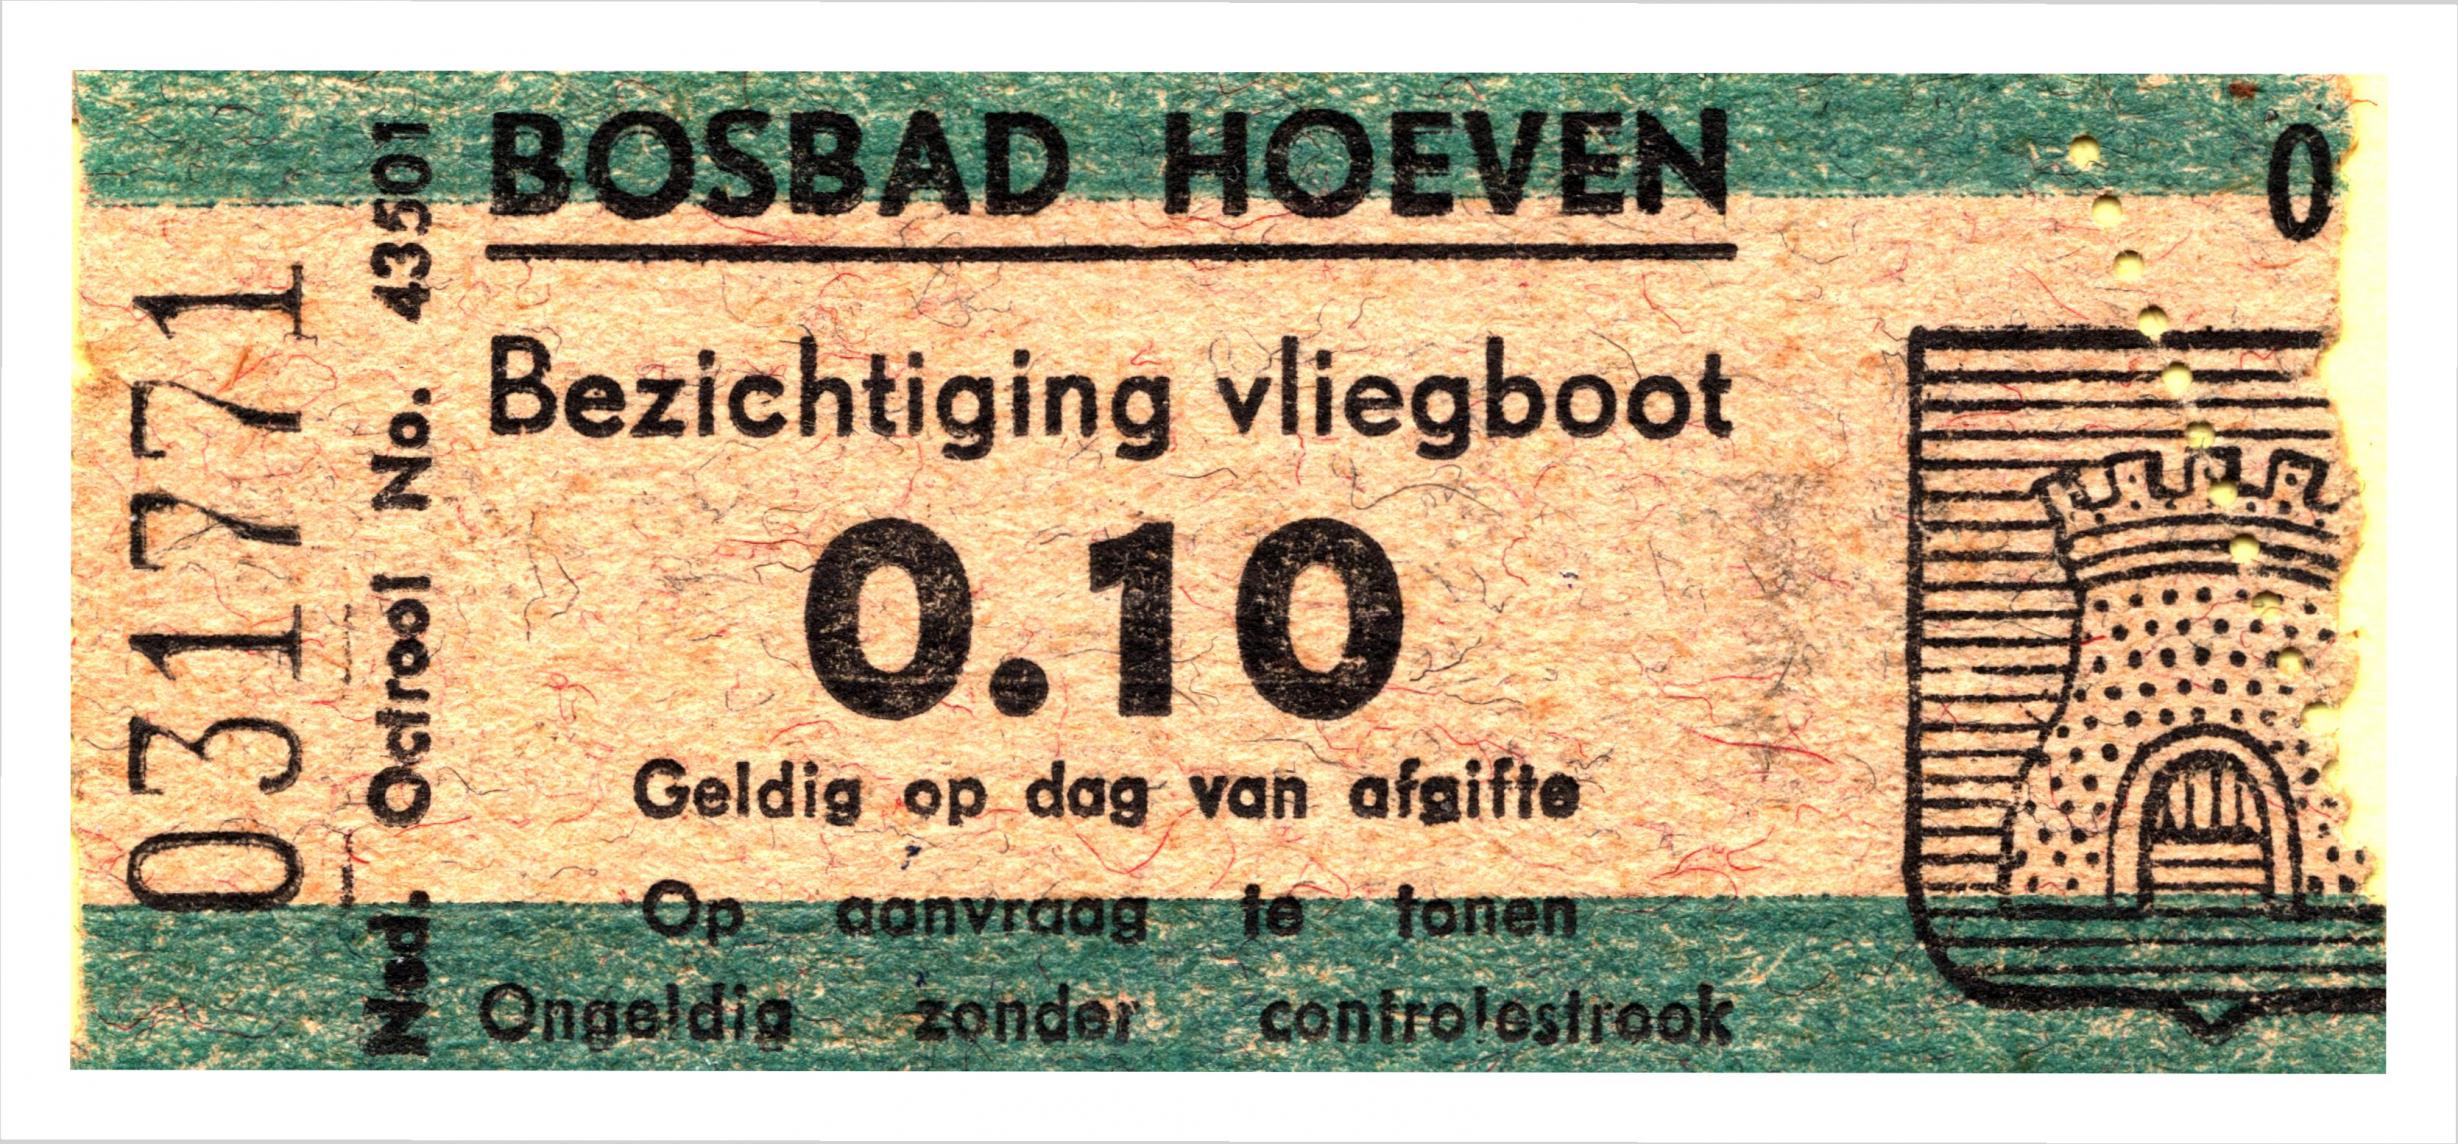 031771
Ned. Octrooi No. 43501
BOSBAD HOEVEN
Bezichtiging vliegboot
0.10
Geldig op dag van afgifte
Op aanvraag te tonen
Ongeldig zonder controlestrook
0